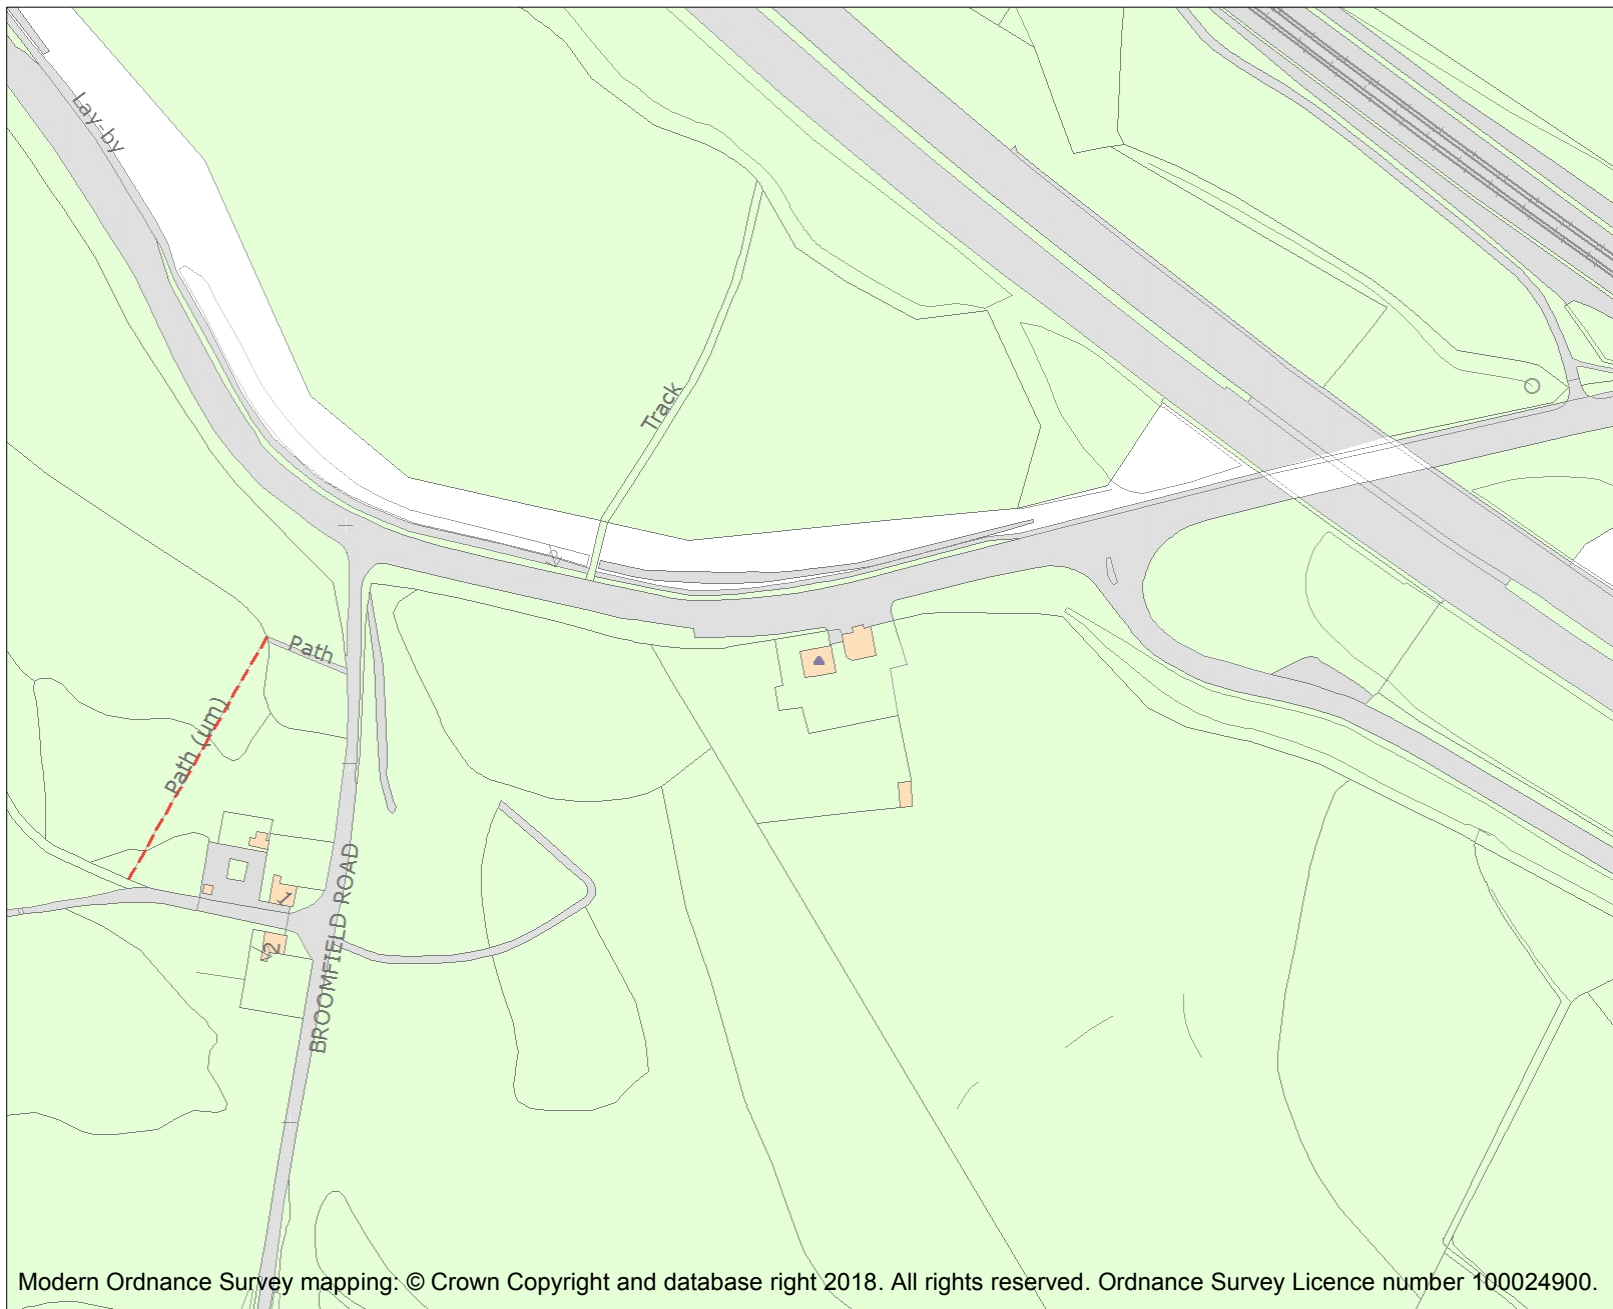 Lay-by
Track
Path
Path (um)
1
2
BROOMFIELD ROAD
Modern Ordnance Survey mapping: © Crown Copyright and database right 2018. All rights reserved. Ordnance Survey Licence number 100024900.